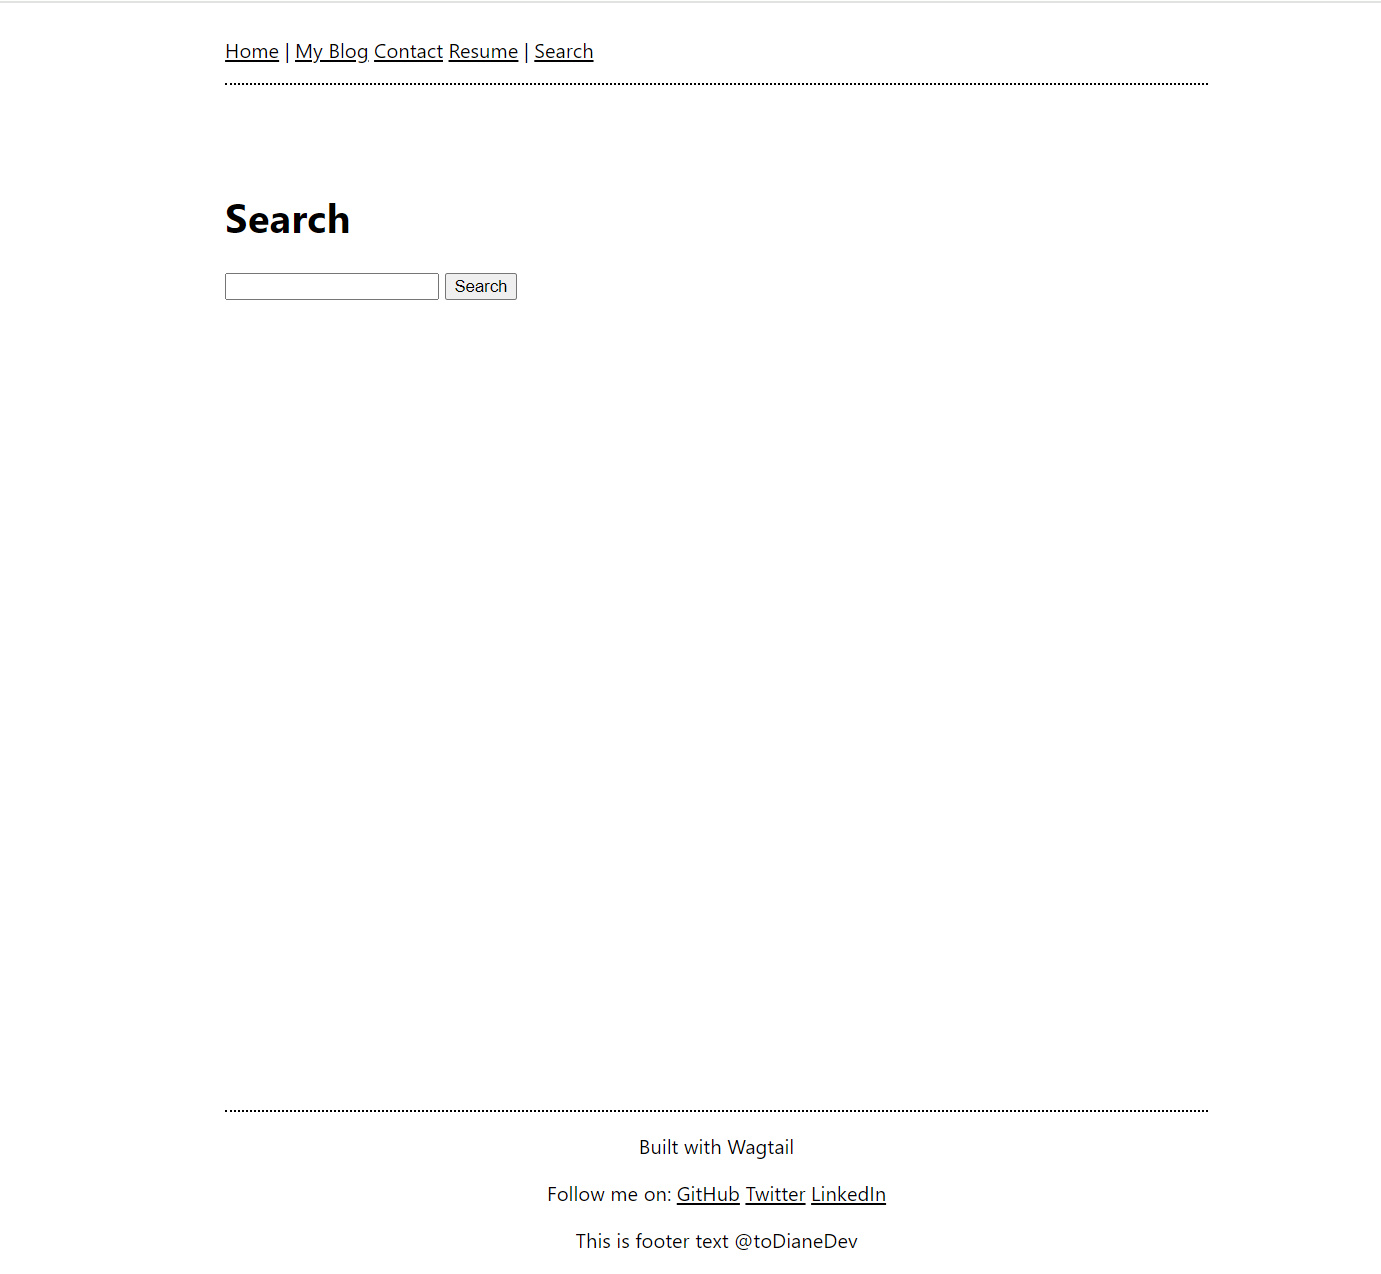 Home | My Blog Contact Resume | Search
Search
Search
Built with Wagtail
Follow me on: GitHub Twitter LinkedIn
This is footer text @toDianeDev